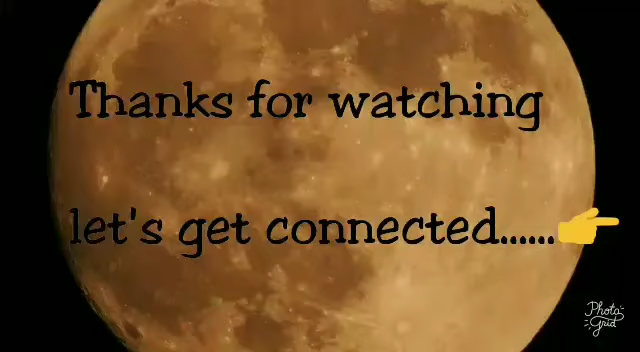 Thanks for watching
let's get connected......👉
Photo
Grid